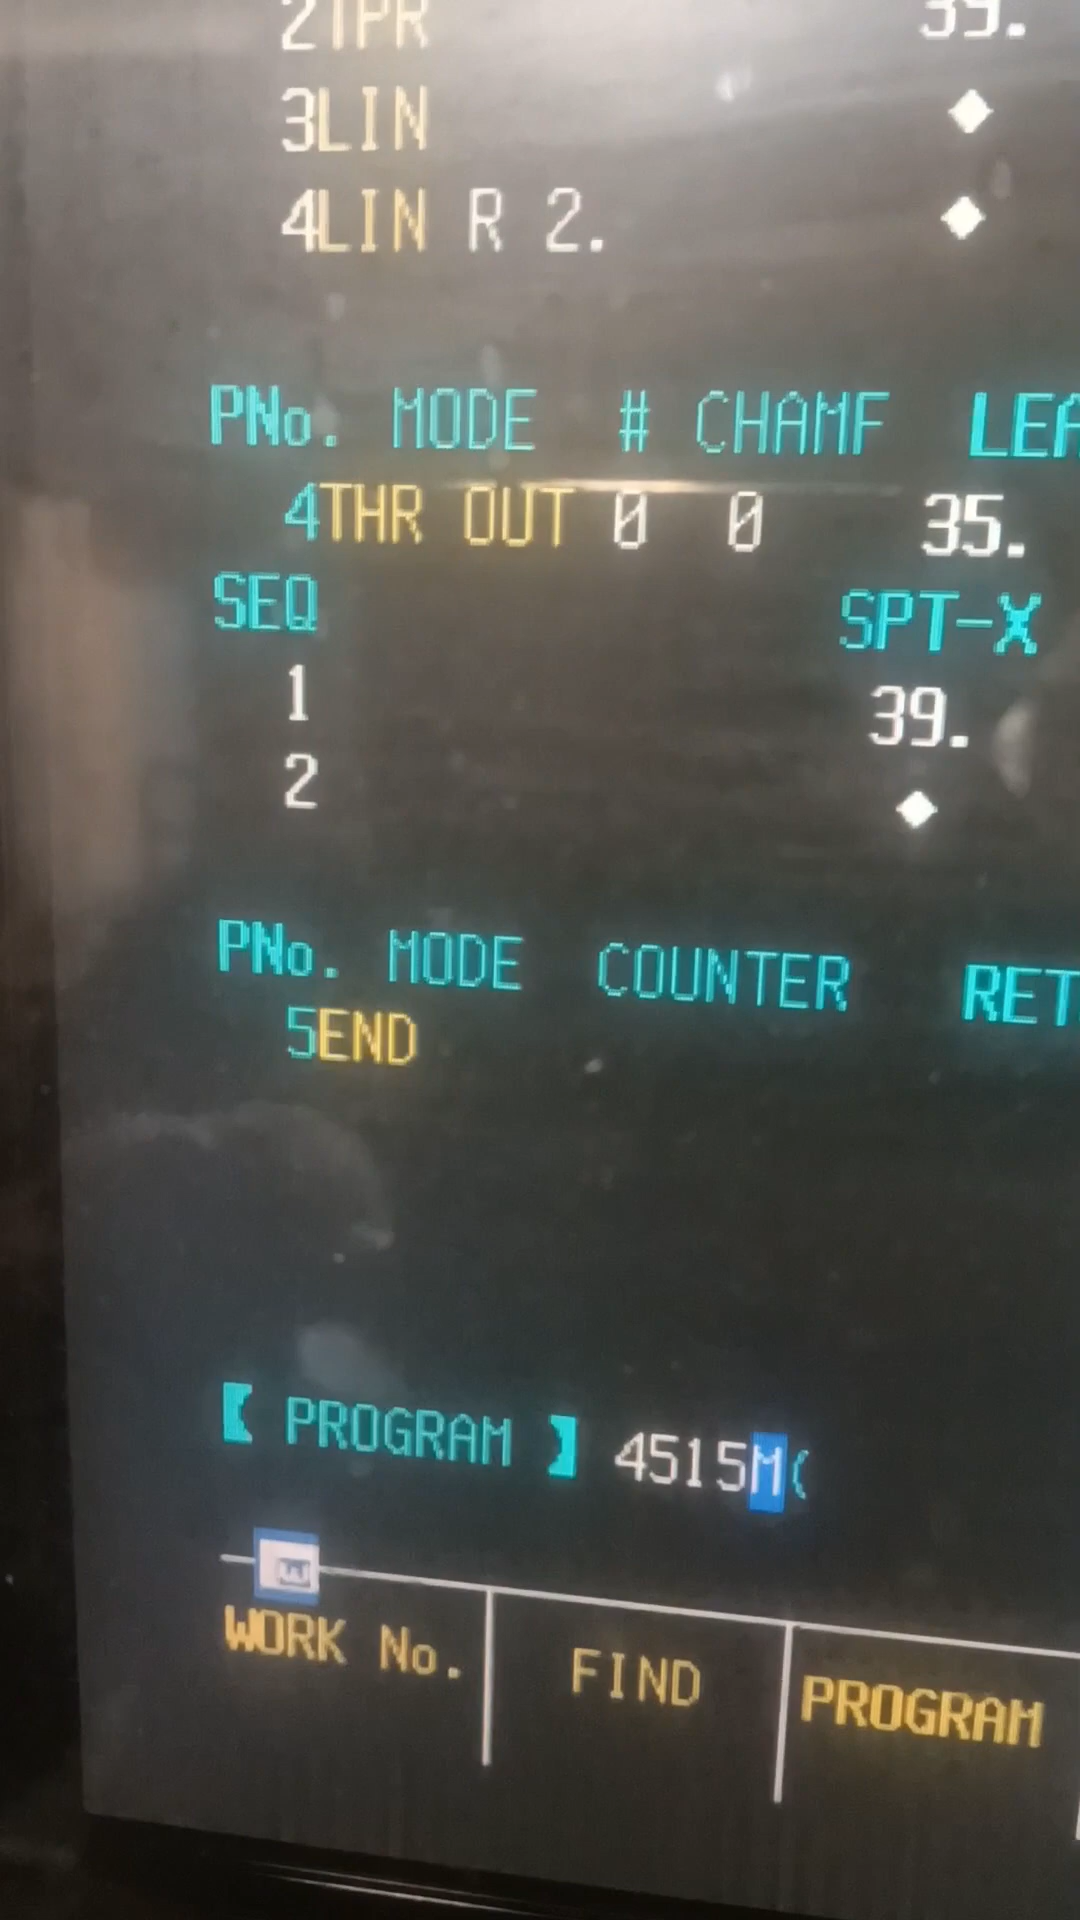 2TPR 39.
3LIN ◆
4LIN R 2. ◆
PNo. MODE # CHAMF LEA
4THR OUT 0 0 35.
SEQ SPT-X
1 39.
2 ◆
PNo. MODE COUNTER RET
5END
【 PROGRAM 】 4515M(
W
WORK No. FIND PROGRAM